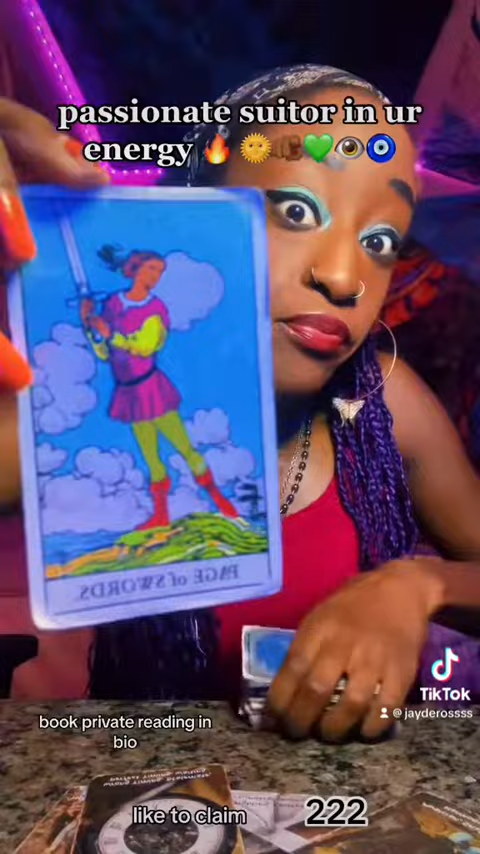 passionate suitor in ur
energy 🔥 🌞🫶🏾💚👁️🧿
PAGE of SWORDS
TikTok
@jayderossss
book private reading in
bio
like to claim
222